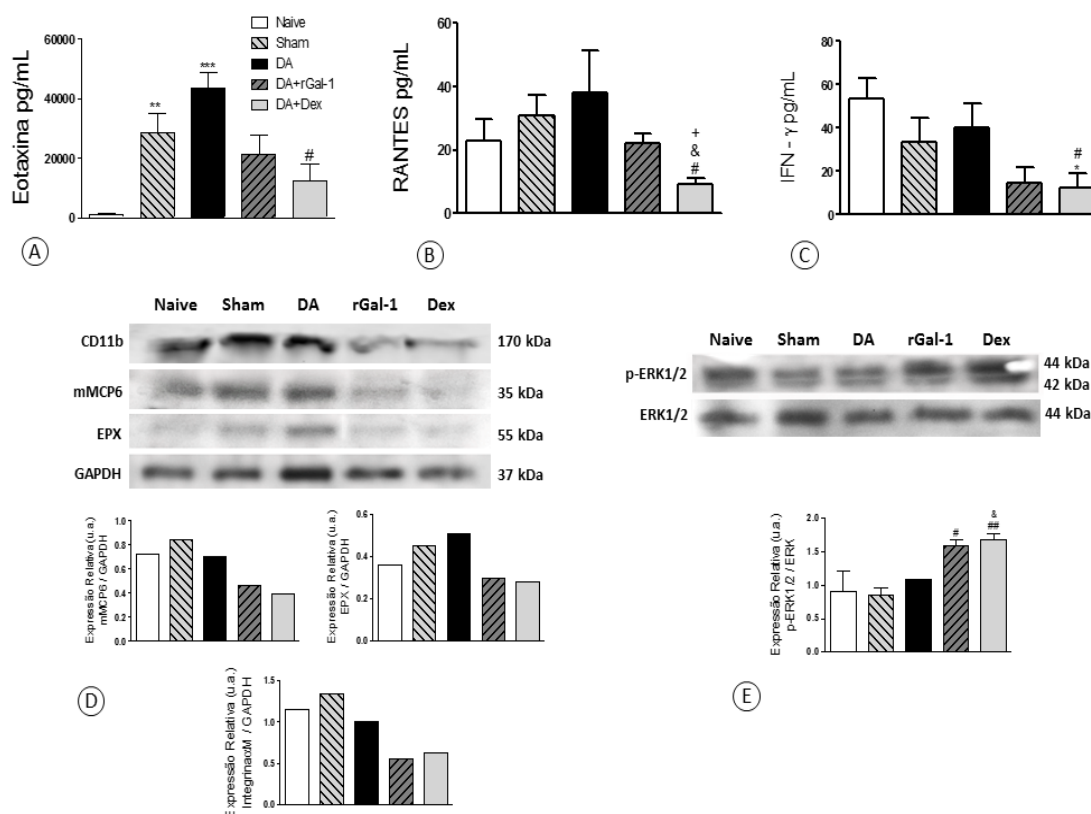 Eotaxina pg/mL
60000
40000
20000
0
**
***
#
Naive
Sham
DA
DA+rGal-1
DA+Dex
A
RANTES pg/mL
60
40
20
0
+
&
#
B
IFN - γ pg/mL
80
60
40
20
0
#
*
C
Naive Sham DA rGal-1 Dex
CD11b 170 kDa
mMCP6 35 kDa
EPX 55 kDa
GAPDH 37 kDa
Expressão Relativa (u.a.)
mMCP6 / GAPDH
1.0
0.8
0.6
0.4
0.2
0.0
Expressão Relativa (u.a.)
EPX / GAPDH
0.6
0.4
0.2
0.0
Expressão Relativa (u.a.)
IntegrinaαM / GAPDH
1.5
1.0
0.5
0.0
D
Naive Sham DA rGal-1 Dex
p-ERK1/2 44 kDa
42 kDa
ERK1/2 44 kDa
Expressão Relativa (u.a.)
p-ERK1/2 / ERK
2.0
1.5
1.0
0.5
0.0
#
&
##
E